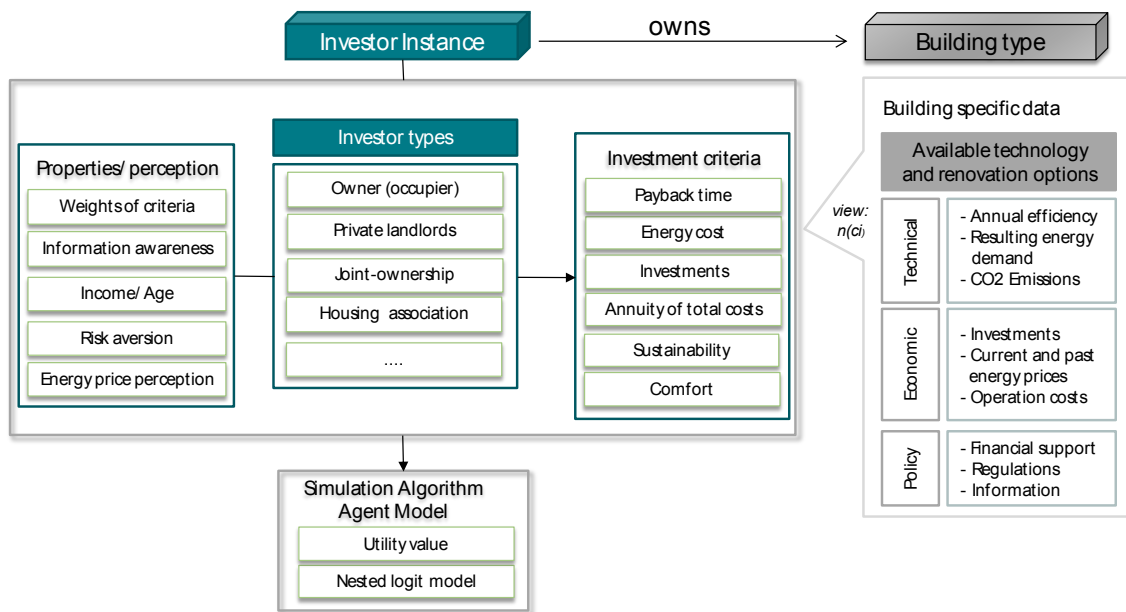 Investor Instance
owns
Building type
Properties/ perception
Weights of criteria
Information awareness
Income/ Age
Risk aversion
Energy price perception
Investor types
Owner (occupier)
Private landlords
Joint-ownership
Housing association
....
Investment criteria
Payback time
Energy cost
Investments
Annuity of total costs
Sustainability
Comfort
view:
n(ci)
Building specific data
Available technology
and renovation options
Technical
- Annual efficiency
- Resulting energy
demand
- CO2 Emissions
Economic
- Investments
- Current and past
energy prices
- Operation costs
Policy
- Financial support
- Regulations
- Information
Simulation Algorithm
Agent Model
Utility value
Nested logit model